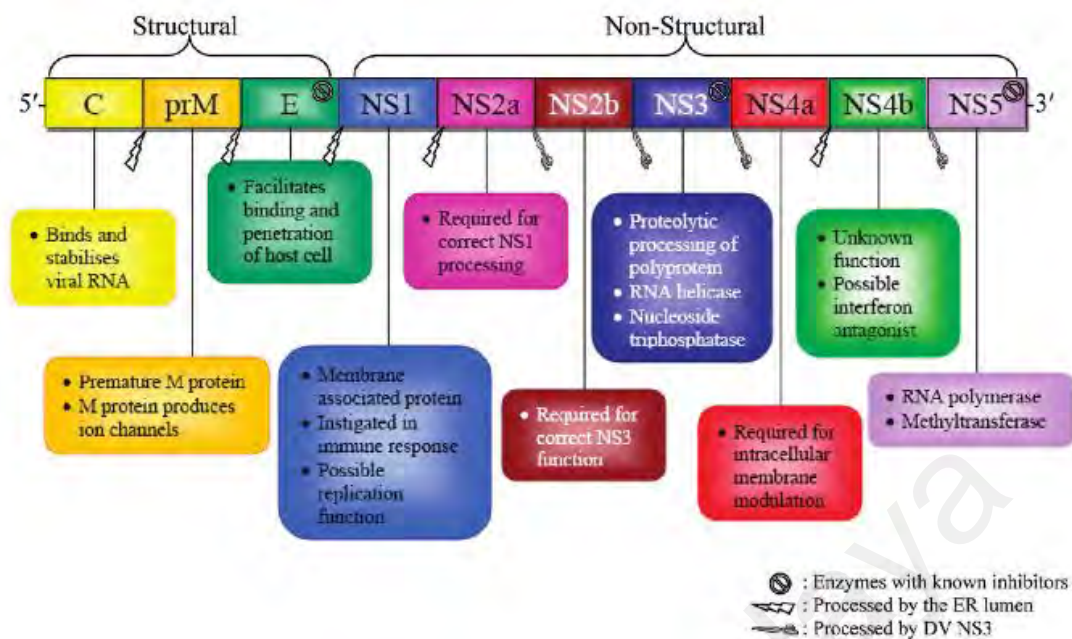 Structural
Non-Structural
5′
C
prM
E
NS1
NS2a
NS2b
NS3
NS4a
NS4b
NS5
3′
• Binds and
stabilises
viral RNA
• Premature M protein
• M protein produces
ion channels
• Facilitates
binding and
penetration
of host cell
• Membrane
associated protein
• Instigated in
immune response
• Possible
replication
function
• Required for
correct NS1
processing
• Required for
correct NS3
function
• Proteolytic
processing of
polyprotein
• RNA helicase
• Nucleoside
triphosphatase
• Required for
intracellular
membrane
modulation
• Unknown
function
• Possible
interferon
antagonist
• RNA polymerase
• Methyltransferase
: Enzymes with known inhibitors
: Processed by the ER lumen
: Processed by DV NS3